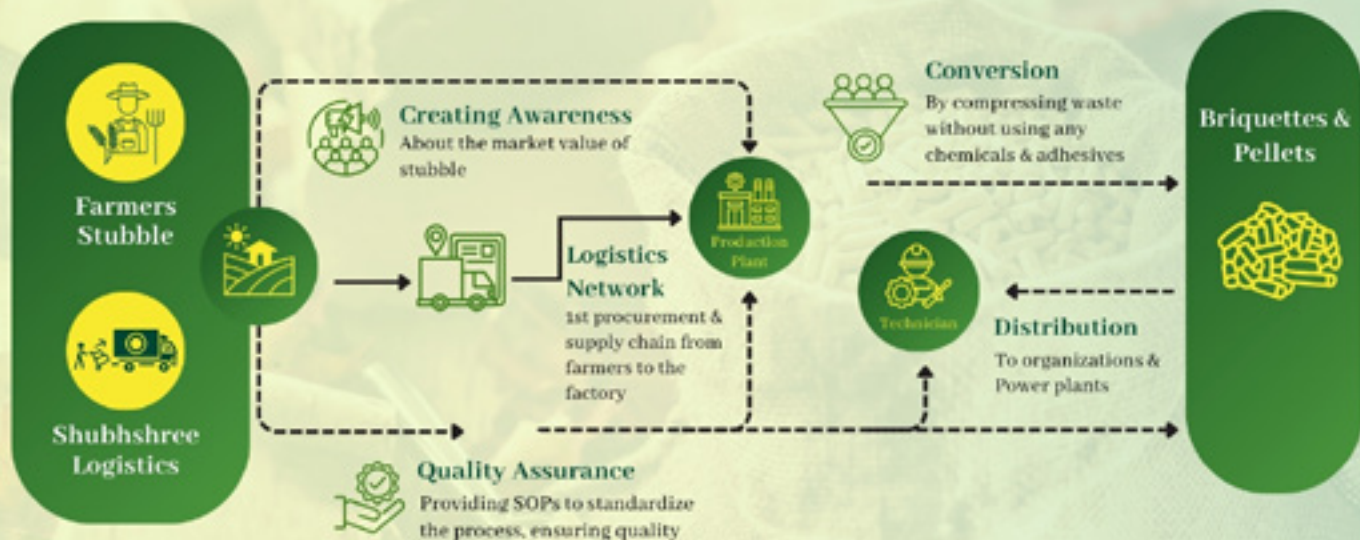 Farmers
Stubble
Shubhshree
Logistics
Creating Awareness
About the market value of
stubble
Logistics
Network
1st procurement &
supply chain from
farmers to the
factory
Quality Assurance
Providing SOPs to standardize
the process, ensuring quality
Production
Plant
Conversion
By compressing waste
without using any
chemicals & adhesives
Technician
Distribution
To organizations &
Power plants
Briquettes &
Pellets